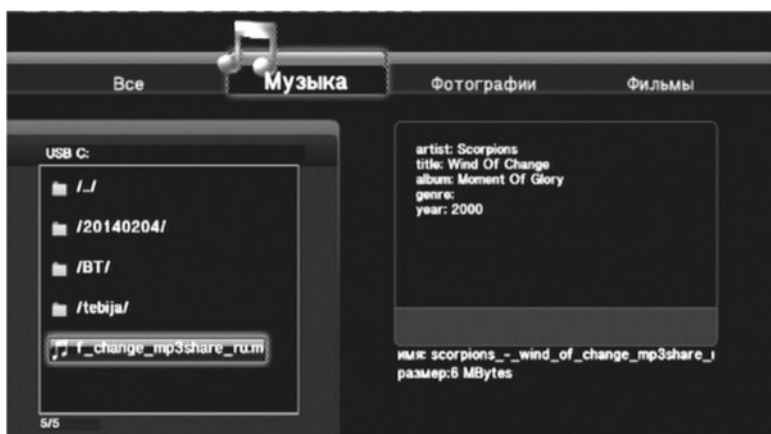 Все
Музыка
Фотографии
Фильмы
USB C:
/../
/20140204/
/BT/
/tebija/
f_change_mp3share_ru.m
5/5
artist: Scorpions
title: Wind Of Change
album: Moment Of Glory
genre:
year: 2000
имя: scorpions_-_wind_of_change_mp3share_r
размер:6 MBytes